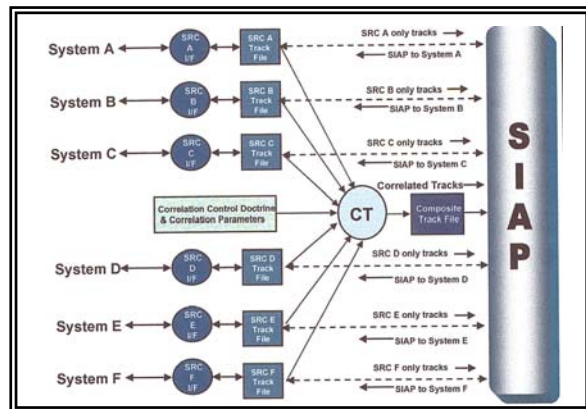 System A
SRC
A
I/F
SRC A
Track
File
SRC A only tracks
SIAP to System A
System B
SRC
B
I/F
SRC B
Track
File
SRC B only tracks
SIAP to System B
System C
SRC
C
I/F
SRC C
Track
File
SRC C only tracks
SIAP to System C
Correlated Tracks
Correlation Control Doctrine
& Correlation Parameters
CT
Composite
Track File
SIAP
System D
SRC
D
I/F
SRC D
Track
File
SRC D only tracks
SIAP to System D
System E
SRC
E
I/F
SRC E
Track
File
SRC E only tracks
SIAP to System E
System F
SRC
F
I/F
SRC F
Track
File
SRC F only tracks
SIAP to System F